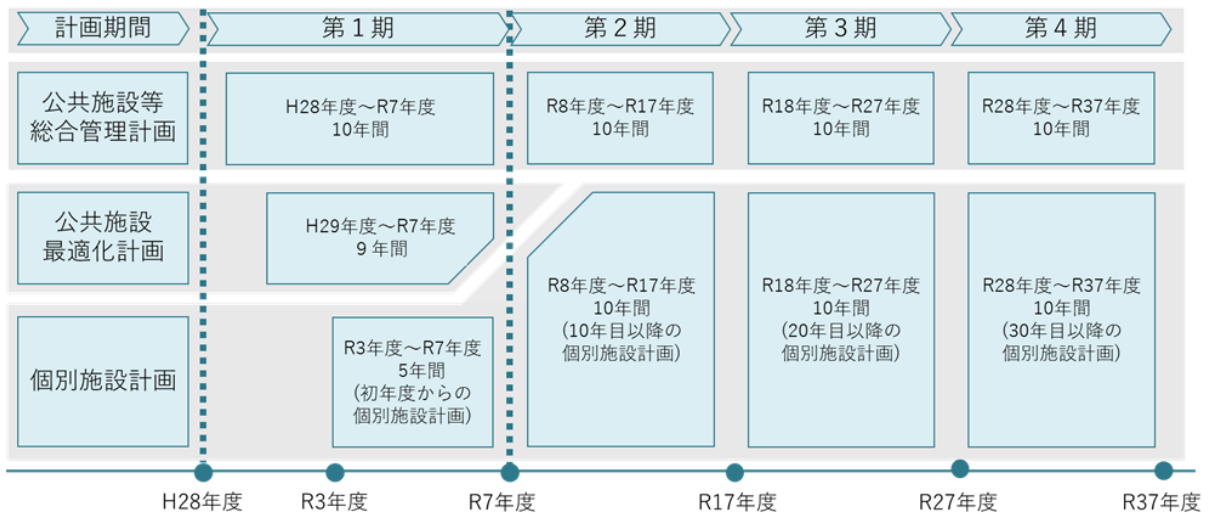 計画期間
第１期
第２期
第３期
第４期
公共施設等
総合管理計画
H28年度～R7年度
10年間
R8年度～R17年度
10年間
R18年度～R27年度
10年間
R28年度～R37年度
10年間
公共施設
最適化計画
H29年度～R7年度
９年間
R8年度～R17年度
10年間
(10年目以降の
個別施設計画)
R18年度～R27年度
10年間
(20年目以降の
個別施設計画)
R28年度～R37年度
10年間
(30年目以降の
個別施設計画)
個別施設計画
R3年度～R7年度
5年間
(初年度からの
個別施設計画)
H28年度
R3年度
R7年度
R17年度
R27年度
R37年度